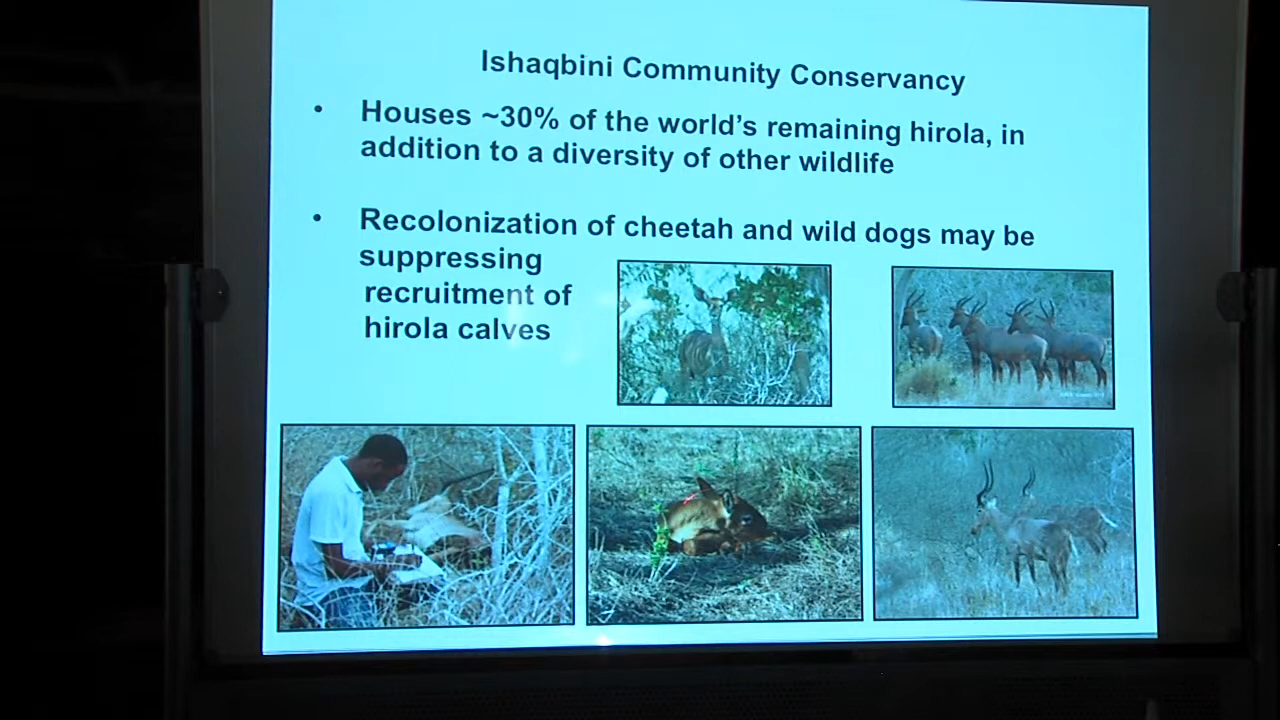 Ishaqbini Community Conservancy
• Houses ~30% of the world's remaining hirola, in
addition to a diversity of other wildlife
• Recolonization of cheetah and wild dogs may be
suppressing
recruitment of
hirola calves